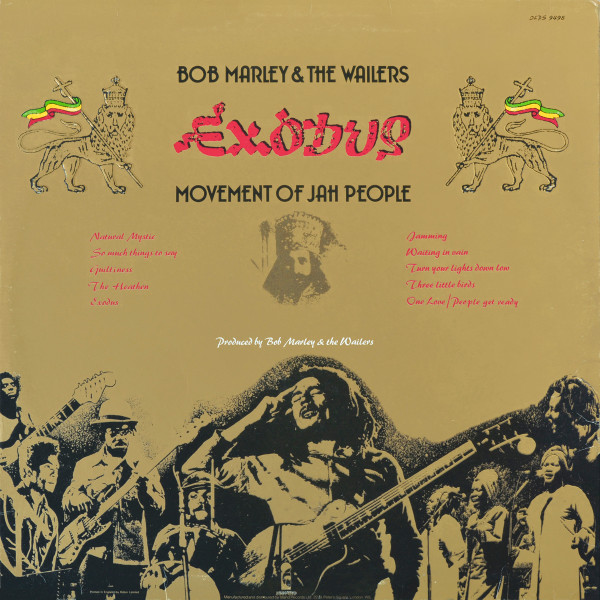 BOB MARLEY & THE WAILERS
Exodus
MOVEMENT OF JAH PEOPLE
Natural Mystic
So much things to say
Guiltiness
The Heathen
Exodus
Jamming
Waiting in vain
Turn your lights down low
Three little birds
One Love/People get ready
Produced by Bob Marley & the Wailers